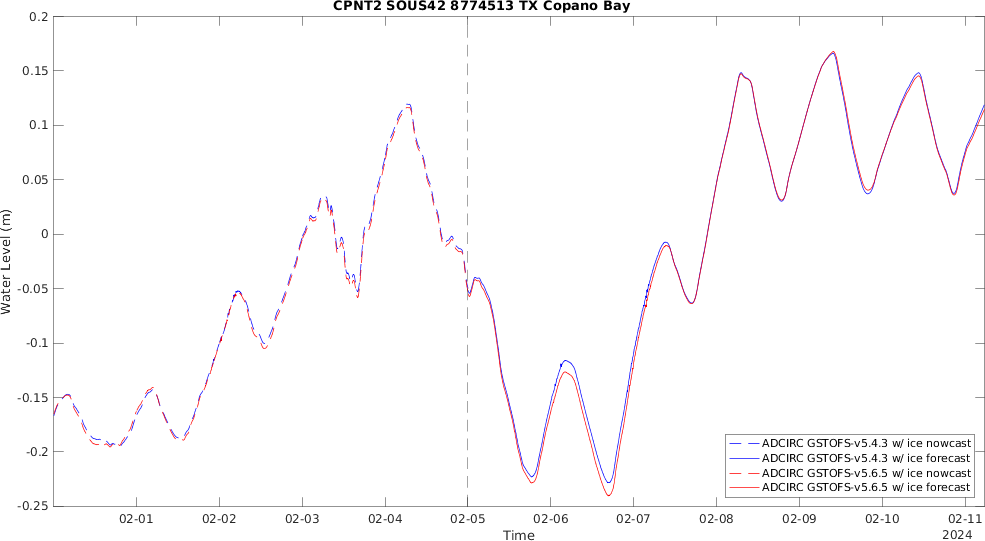 CPNT2 SOUS42 8774513 TX Copano Bay
0.2
0.15
0.1
0.05
0
-0.05
-0.1
-0.15
-0.2
-0.25
Water Level (m)
ADCIRC GSTOFS-v5.4.3 w/ ice nowcast
ADCIRC GSTOFS-v5.4.3 w/ ice forecast
ADCIRC GSTOFS-v5.6.5 w/ ice nowcast
ADCIRC GSTOFS-v5.6.5 w/ ice forecast
02-01 02-02 02-03 02-04 02-05 02-06 02-07 02-08 02-09 02-10 02-11
Time
2024